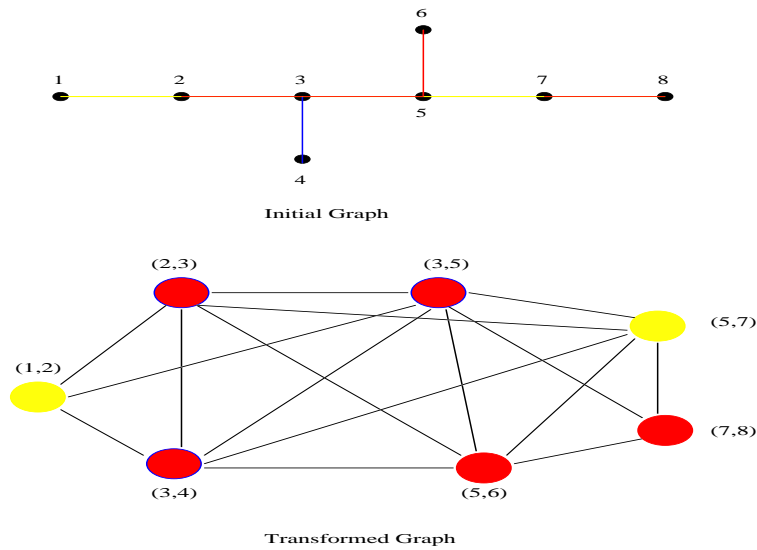 6
1 2 3 7 8
5
4
Initial Graph
(2,3) (3,5)
(5,7)
(1,2)
(7,8)
(3,4) (5,6)
Transformed Graph